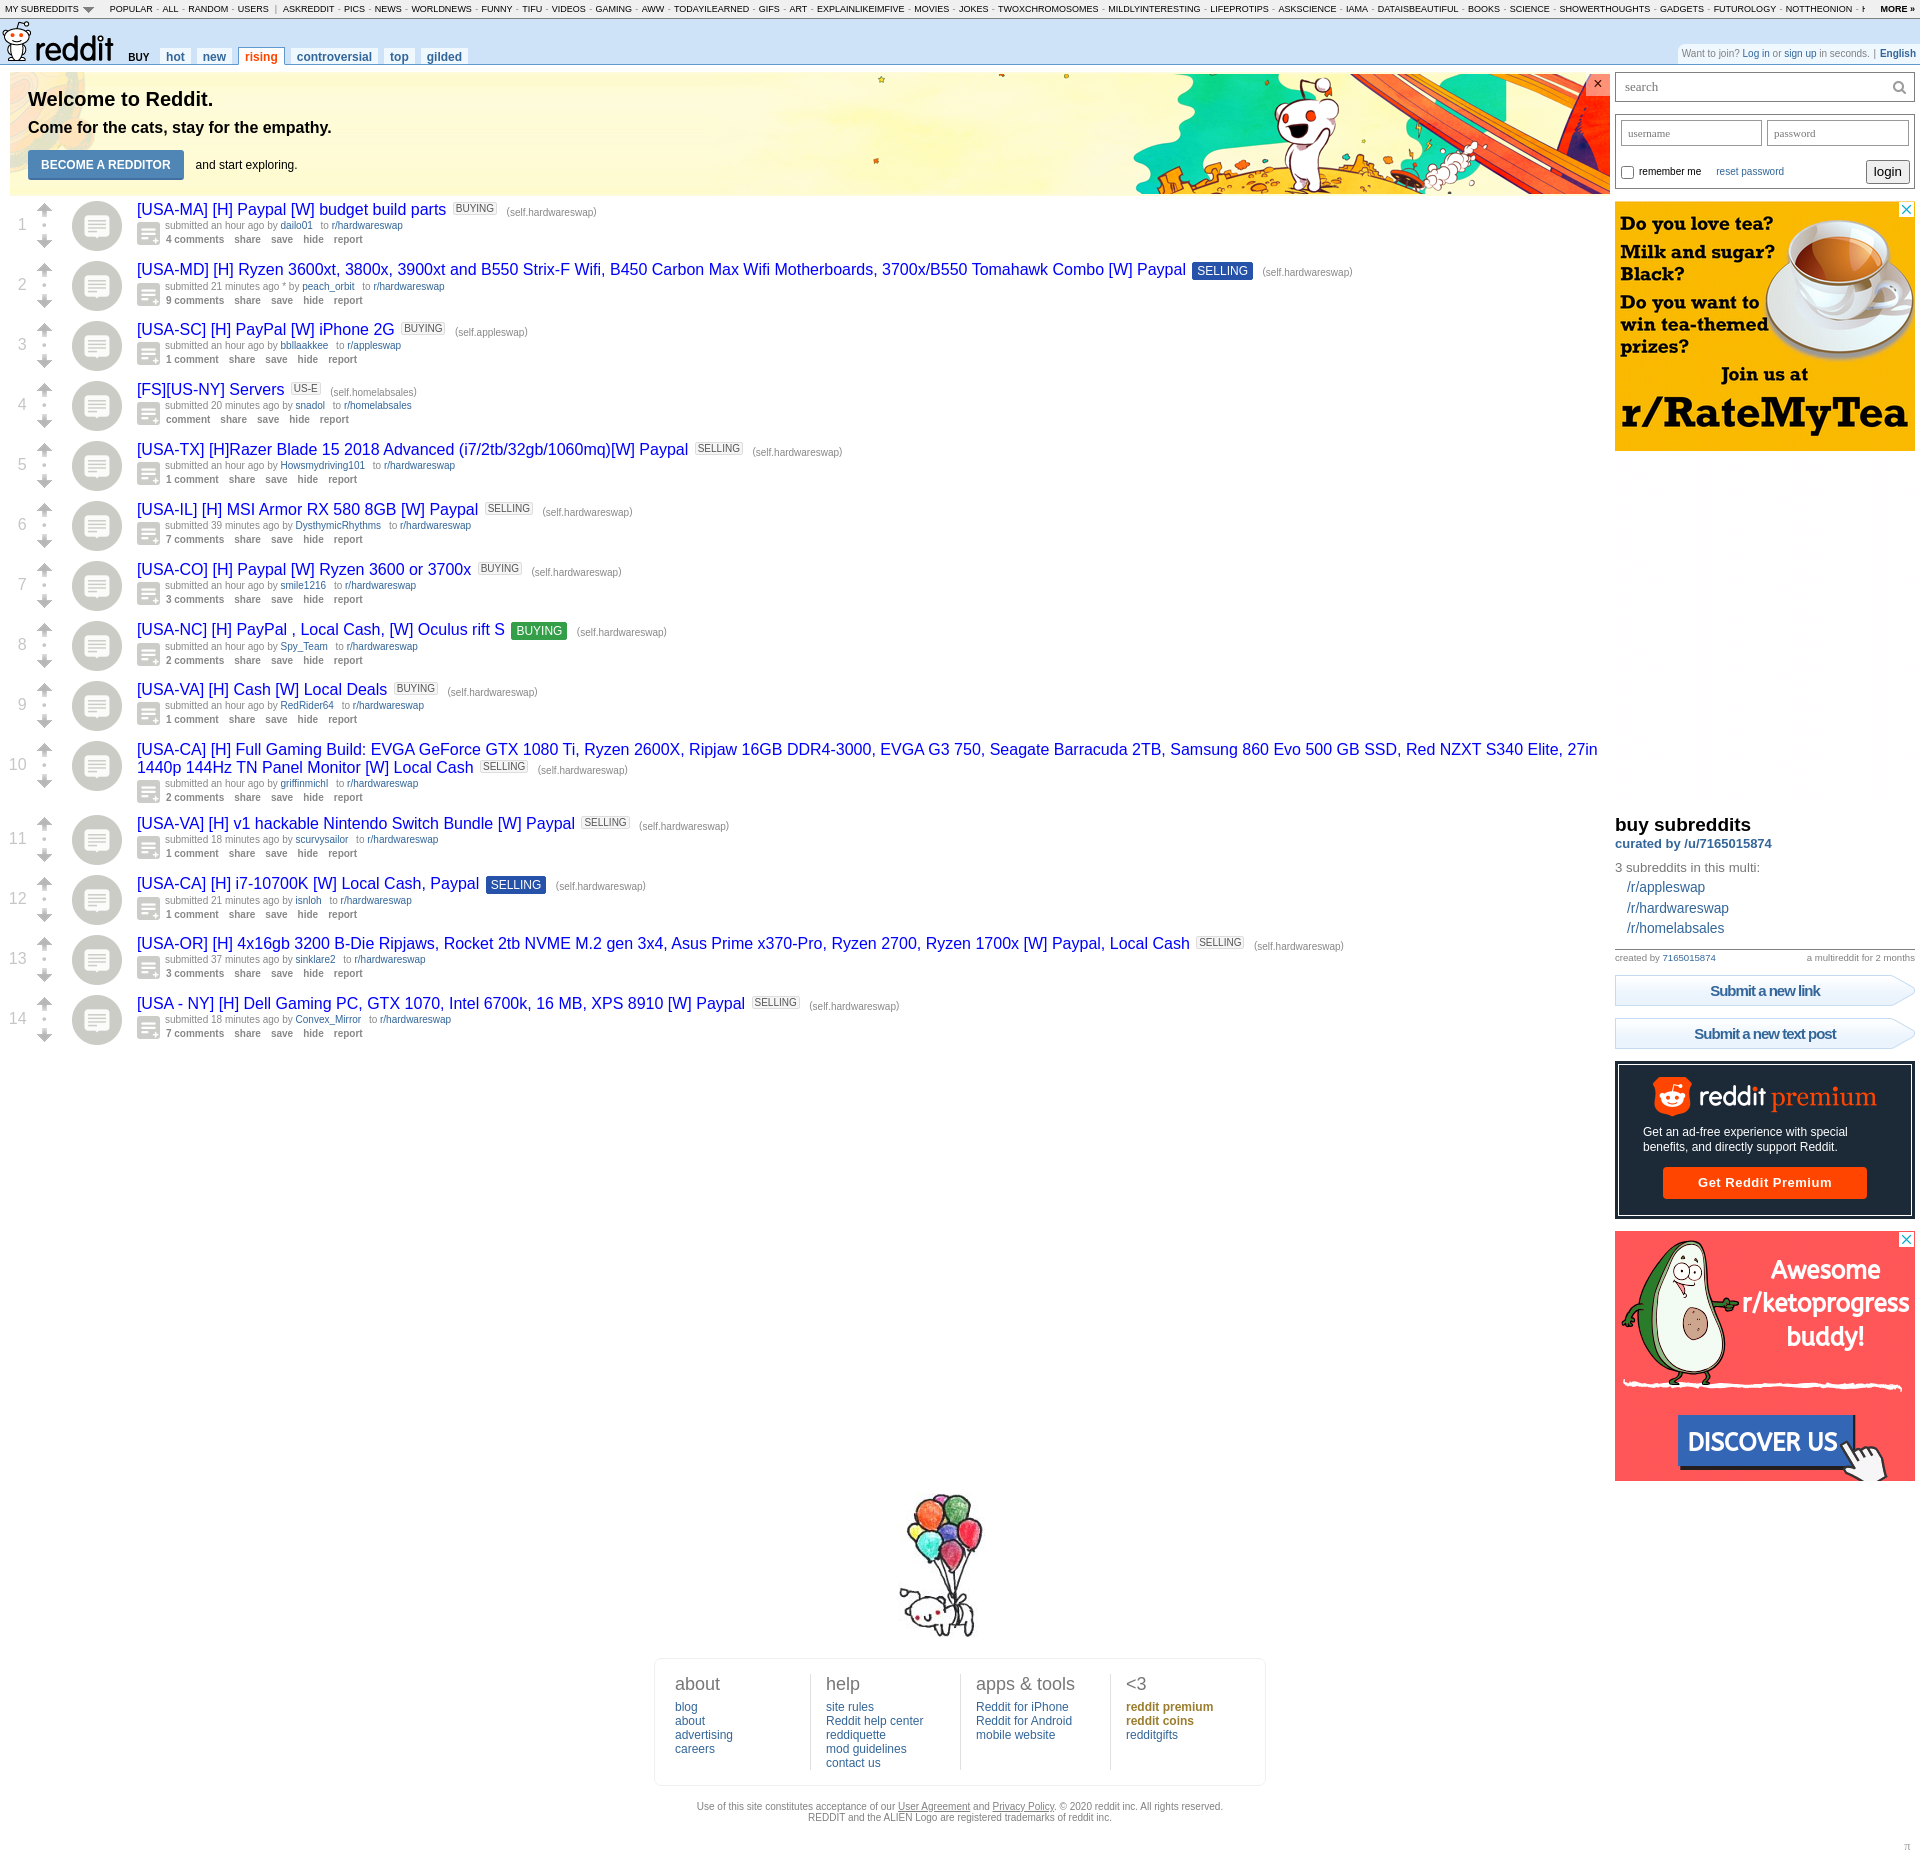 MY SUBREDDITS POPULAR - ALL - RANDOM - USERS | ASKREDDIT - PICS - NEWS - WORLDNEWS - FUNNY - TIFU - VIDEOS - GAMING - AWW - TODAYILEARNED - GIFS - ART - EXPLAINLIKEIMFIVE - MOVIES - JOKES - TWOXCHROMOSOMES - MILDLYINTERESTING - LIFEPROTIPS - ASKSCIENCE - IAMA - DATAISBEAUTIFUL - BOOKS - SCIENCE - SHOWERTHOUGHTS - GADGETS - FUTUROLOGY - NOTTHEONION - MORE »
reddit BUY hot new rising controversial top gilded
Want to join? Log in or sign up in seconds. | English
Welcome to Reddit.
Come for the cats, stay for the empathy.
BECOME A REDDITOR and start exploring.
×
1
[USA-MA] [H] Paypal [W] budget build parts BUYING (self.hardwareswap)
submitted an hour ago by dailo01 to r/hardwareswap
4 comments share save hide report
2
[USA-MD] [H] Ryzen 3600xt, 3800x, 3900xt and B550 Strix-F Wifi, B450 Carbon Max Wifi Motherboards, 3700x/B550 Tomahawk Combo [W] Paypal SELLING (self.hardwareswap)
submitted 21 minutes ago * by peach_orbit to r/hardwareswap
9 comments share save hide report
3
[USA-SC] [H] PayPal [W] iPhone 2G BUYING (self.appleswap)
submitted an hour ago by bbllaakkee to r/appleswap
1 comment share save hide report
4
[FS][US-NY] Servers US-E (self.homelabsales)
submitted 20 minutes ago by snadol to r/homelabsales
comment share save hide report
5
[USA-TX] [H]Razer Blade 15 2018 Advanced (i7/2tb/32gb/1060mq)[W] Paypal SELLING (self.hardwareswap)
submitted an hour ago by Howsmydriving101 to r/hardwareswap
1 comment share save hide report
6
[USA-IL] [H] MSI Armor RX 580 8GB [W] Paypal SELLING (self.hardwareswap)
submitted 39 minutes ago by DysthymicRhythms to r/hardwareswap
7 comments share save hide report
7
[USA-CO] [H] Paypal [W] Ryzen 3600 or 3700x BUYING (self.hardwareswap)
submitted an hour ago by smile1216 to r/hardwareswap
3 comments share save hide report
8
[USA-NC] [H] PayPal , Local Cash, [W] Oculus rift S BUYING (self.hardwareswap)
submitted an hour ago by Spy_Team to r/hardwareswap
2 comments share save hide report
9
[USA-VA] [H] Cash [W] Local Deals BUYING (self.hardwareswap)
submitted an hour ago by RedRider64 to r/hardwareswap
1 comment share save hide report
10
[USA-CA] [H] Full Gaming Build: EVGA GeForce GTX 1080 Ti, Ryzen 2600X, Ripjaw 16GB DDR4-3000, EVGA G3 750, Seagate Barracuda 2TB, Samsung 860 Evo 500 GB SSD, Red NZXT S340 Elite, 27in
1440p 144Hz TN Panel Monitor [W] Local Cash SELLING (self.hardwareswap)
submitted an hour ago by griffinmichl to r/hardwareswap
2 comments share save hide report
11
[USA-VA] [H] v1 hackable Nintendo Switch Bundle [W] Paypal SELLING (self.hardwareswap)
submitted 18 minutes ago by scurvysailor to r/hardwareswap
1 comment share save hide report
12
[USA-CA] [H] i7-10700K [W] Local Cash, Paypal SELLING (self.hardwareswap)
submitted 21 minutes ago by isnloh to r/hardwareswap
1 comment share save hide report
13
[USA-OR] [H] 4x16gb 3200 B-Die Ripjaws, Rocket 2tb NVME M.2 gen 3x4, Asus Prime x370-Pro, Ryzen 2700, Ryzen 1700x [W] Paypal, Local Cash SELLING (self.hardwareswap)
submitted 37 minutes ago by sinklare2 to r/hardwareswap
3 comments share save hide report
14
[USA - NY] [H] Dell Gaming PC, GTX 1070, Intel 6700k, 16 MB, XPS 8910 [W] Paypal SELLING (self.hardwareswap)
submitted 18 minutes ago by Convex_Mirror to r/hardwareswap
7 comments share save hide report
search
username password
remember me reset password login
Do you love tea?
Milk and sugar?
Black?
Do you want to
win tea-themed
prizes?
Join us at
r/RateMyTea
buy subreddits
curated by /u/7165015874
3 subreddits in this multi:
/r/appleswap
/r/hardwareswap
/r/homelabsales
created by 7165015874 a multireddit for 2 months
Submit a new link
Submit a new text post
reddit premium
Get an ad-free experience with special
benefits, and directly support Reddit.
Get Reddit Premium
Awesome
r/ketoprogress
buddy!
DISCOVER US
about
blog
about
advertising
careers
help
site rules
Reddit help center
reddiquette
mod guidelines
contact us
apps & tools
Reddit for iPhone
Reddit for Android
mobile website
<3
reddit premium
reddit coins
redditgifts
Use of this site constitutes acceptance of our User Agreement and Privacy Policy. © 2020 reddit inc. All rights reserved.
REDDIT and the ALIEN Logo are registered trademarks of reddit inc.
π